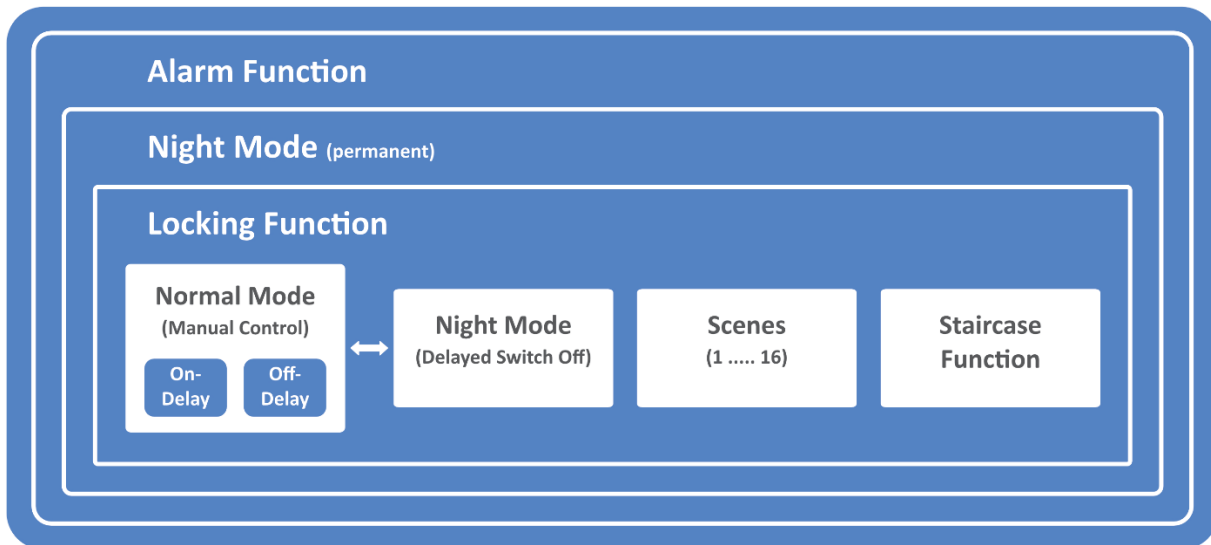 Alarm Function
Night Mode (permanent)
Locking Function
Normal Mode
(Manual Control)
On-
Delay
Off-
Delay
Night Mode
(Delayed Switch Off)
Scenes
(1 ..... 16)
Staircase
Function